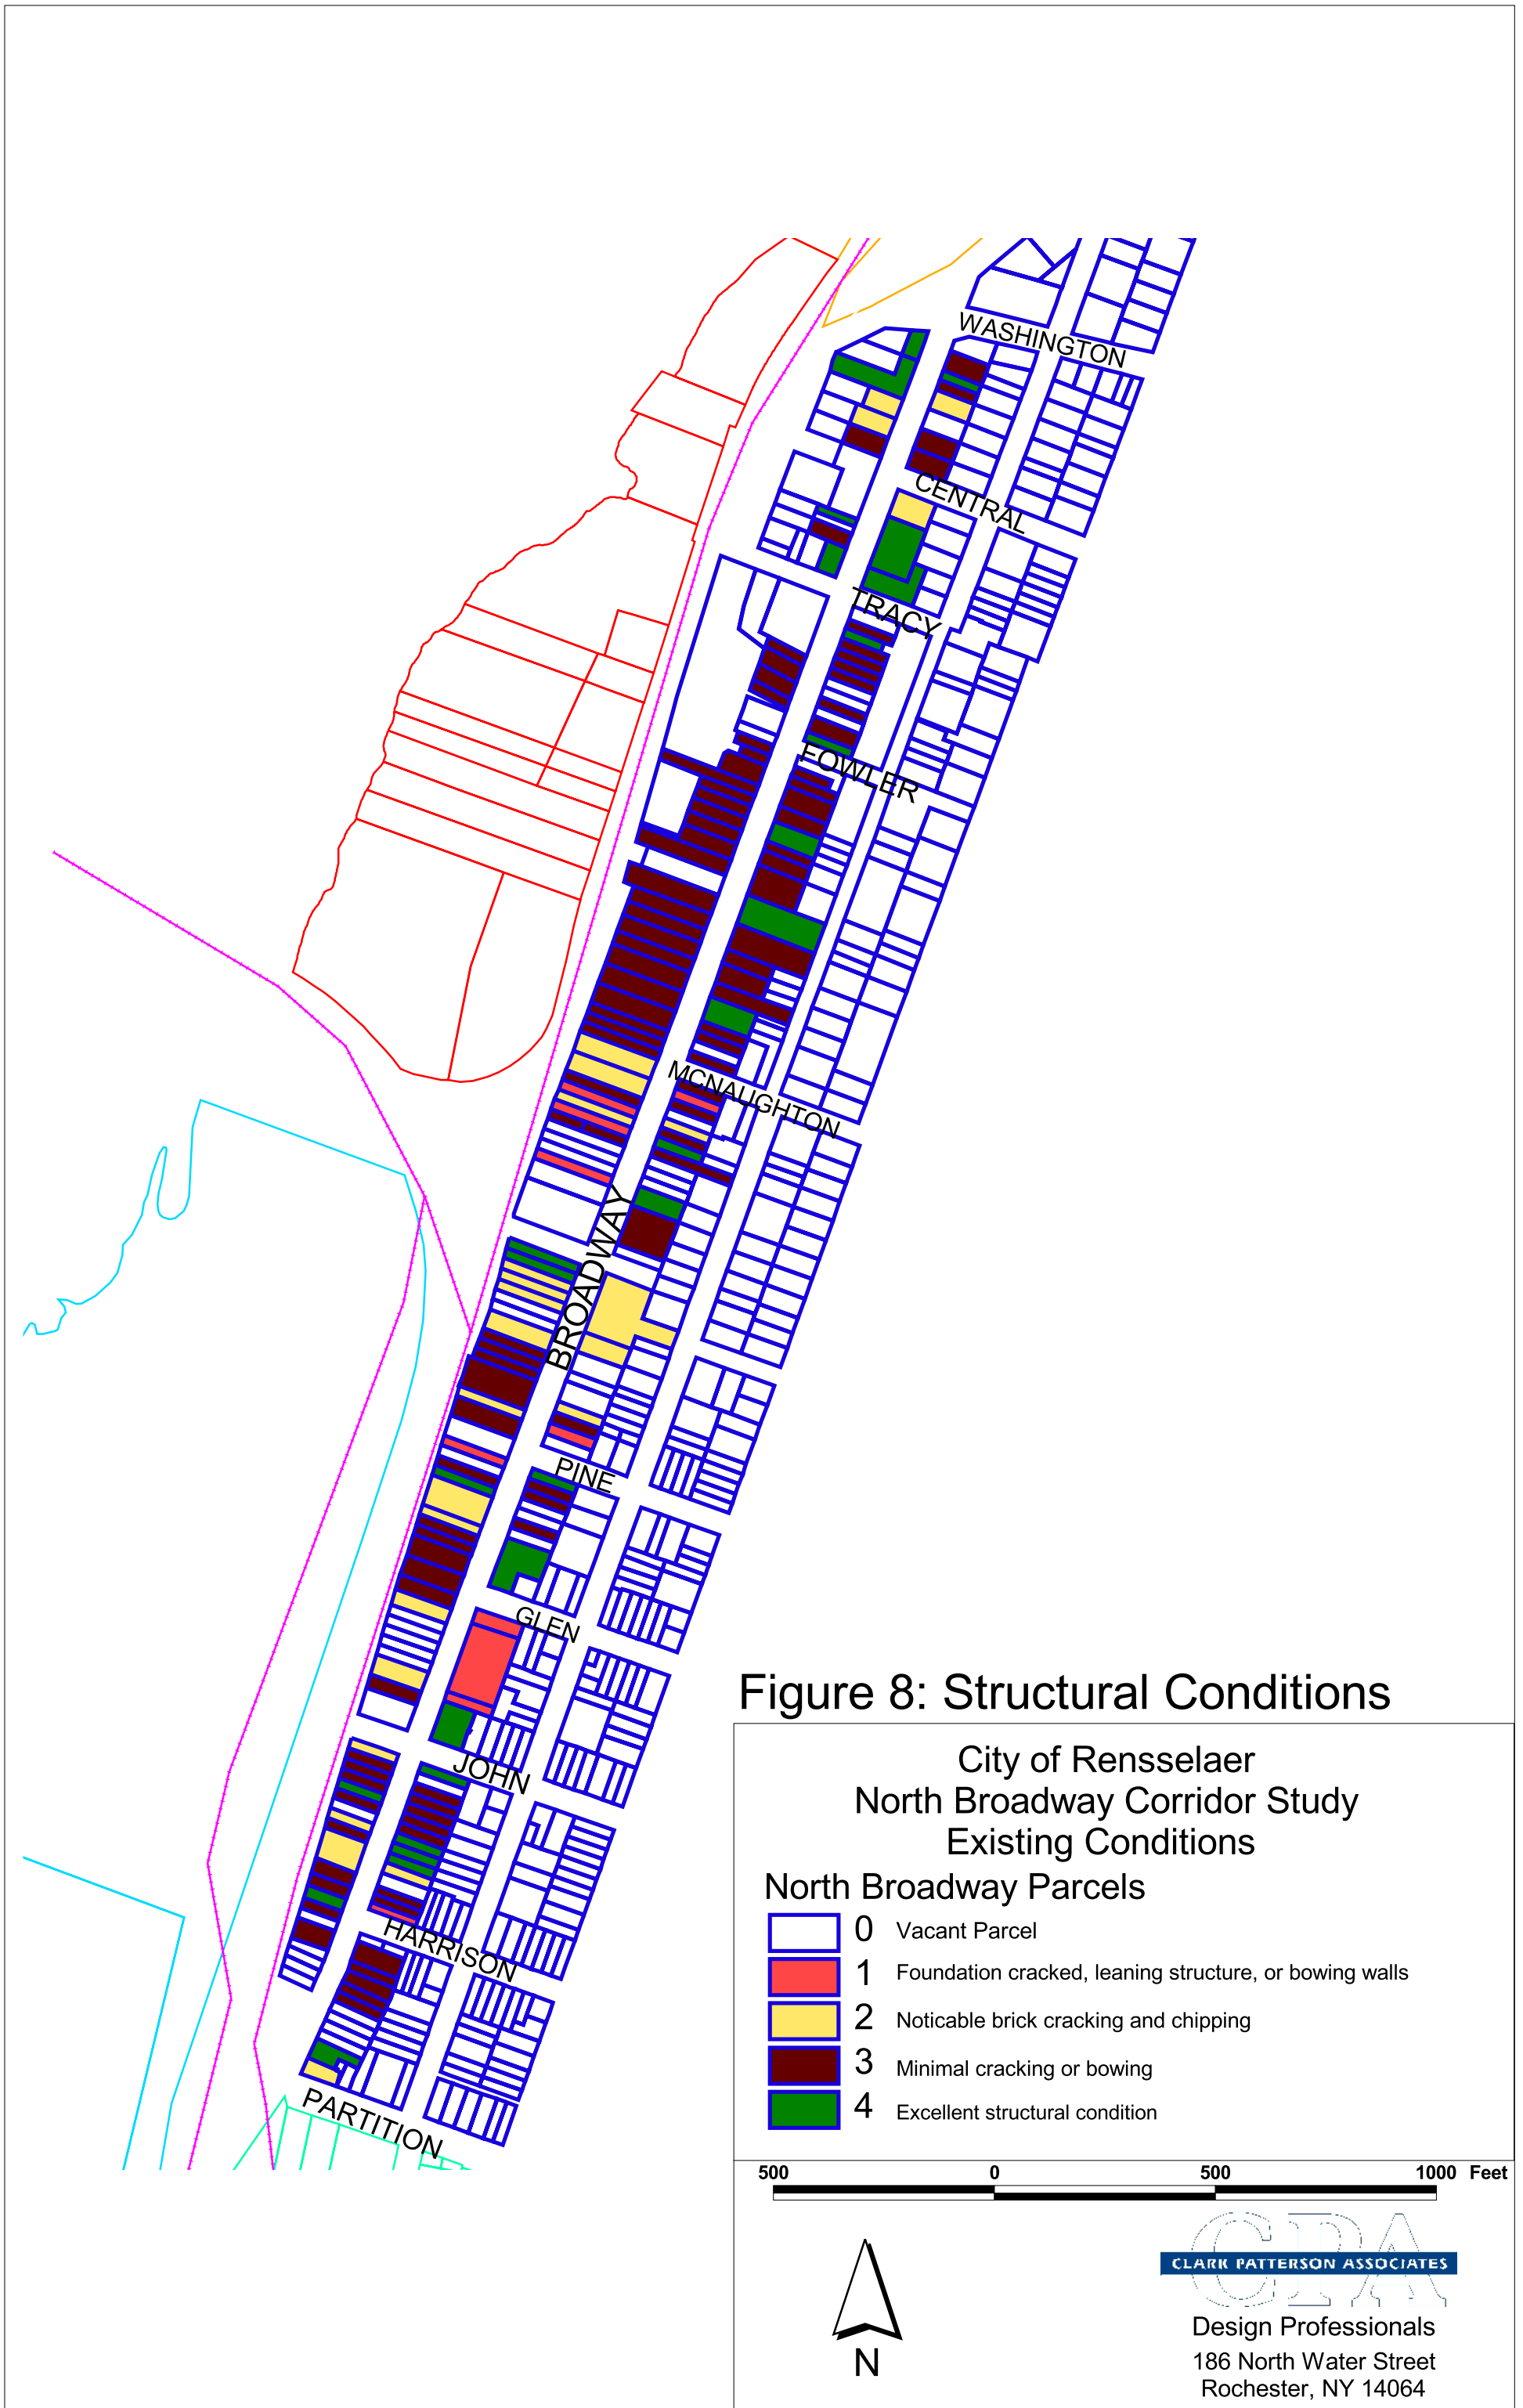 WASHINGTON
CENTRAL
TRACY
FOWLER
MCNAUGHTON
BROADWAY
PINE
GLEN
JOHN
HARRISON
PARTITION
Figure 8: Structural Conditions
City of Rensselaer
North Broadway Corridor Study
Existing Conditions
North Broadway Parcels
0 Vacant Parcel
1 Foundation cracked, leaning structure, or bowing walls
2 Noticable brick cracking and chipping
3 Minimal cracking or bowing
4 Excellent structural condition
500 0 500 1000 Feet
N
CPA
CLARK PATTERSON ASSOCIATES
Design Professionals
186 North Water Street
Rochester, NY 14064